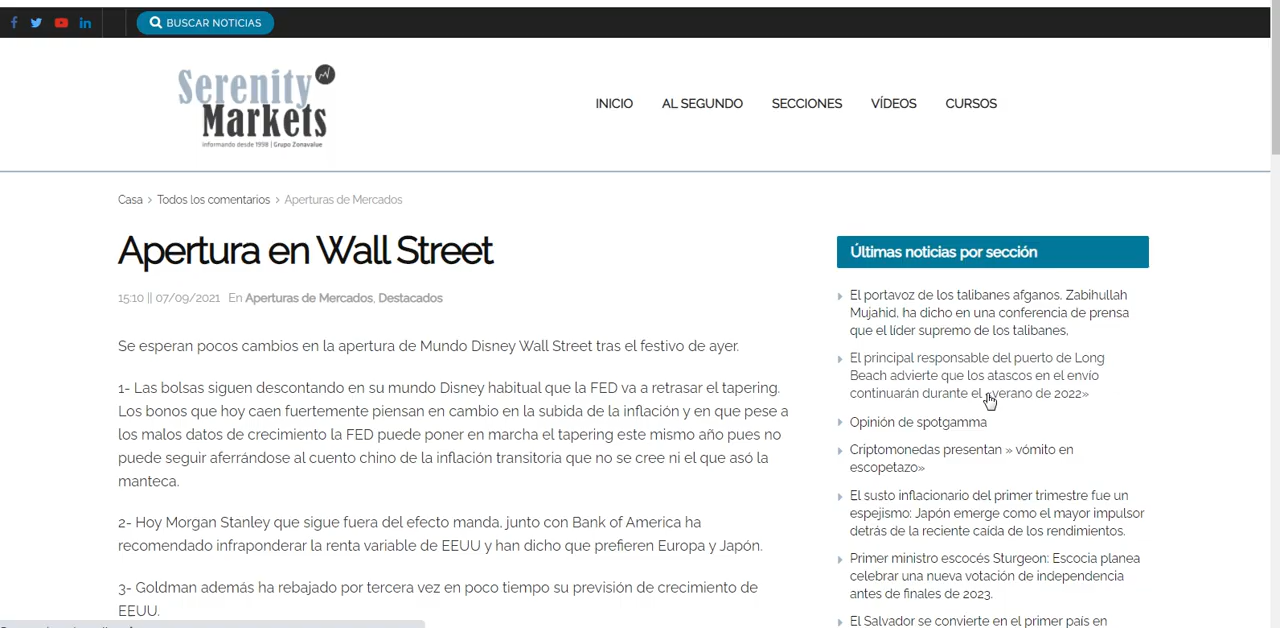 BUSCAR NOTICIAS
Serenity
Markets
informando desde 1998 | Grupo Zonavalue
INICIO
AL SEGUNDO
SECCIONES
VÍDEOS
CURSOS
Casa > Todos los comentarios > Aperturas de Mercados
Apertura en Wall Street
15:10 || 07/09/2021 En Aperturas de Mercados, Destacados
Se esperan pocos cambios en la apertura de Mundo Disney Wall Street tras el festivo de ayer.
1- Las bolsas siguen descontando en su mundo Disney habitual que la FED va a retrasar el tapering.
Los bonos que hoy caen fuertemente piensan en cambio en la subida de la inflación y en que pese a
los malos datos de crecimiento la FED puede poner en marcha el tapering este mismo año pues no
puede seguir aferrándose al cuento chino de la inflación transitoria que no se cree ni el que asó la
manteca.
2- Hoy Morgan Stanley que sigue fuera del efecto manda, junto con Bank of America ha
recomendado infraponderar la renta variable de EEUU y han dicho que prefieren Europa y Japón.
3- Goldman además ha rebajado por tercera vez en poco tiempo su previsión de crecimiento de
EEUU.
Últimas noticias por sección
El portavoz de los talibanes afganos, Zabihullah
Mujahid, ha dicho en una conferencia de prensa
que el líder supremo de los talibanes,
El principal responsable del puerto de Long
Beach advierte que los atascos en el envío
continuarán durante el verano de 2022»
Opinión de spotgamma
Criptomonedas presentan » vómito en
escopetazo»
El susto inflacionario del primer trimestre fue un
espejismo: Japón emerge como el mayor impulsor
detrás de la reciente caída de los rendimientos.
Primer ministro escocés Sturgeon: Escocia planea
celebrar una nueva votación de independencia
antes de finales de 2023.
El Salvador se convierte en el primer país en